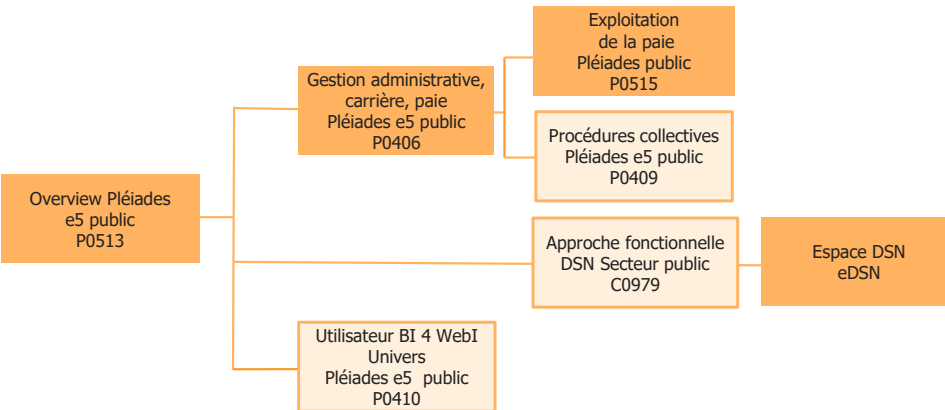 Exploitation
de la paie
Pléiades public
P0515
Gestion administrative,
carrière, paie
Pléiades e5 public
P0406
Procédures collectives
Pléiades e5 public
P0409
Overview Pléiades
e5 public
P0513
Approche fonctionnelle
DSN Secteur public
C0979
Espace DSN
eDSN
Utilisateur BI 4 WebI
Univers
Pléiades e5  public
P0410